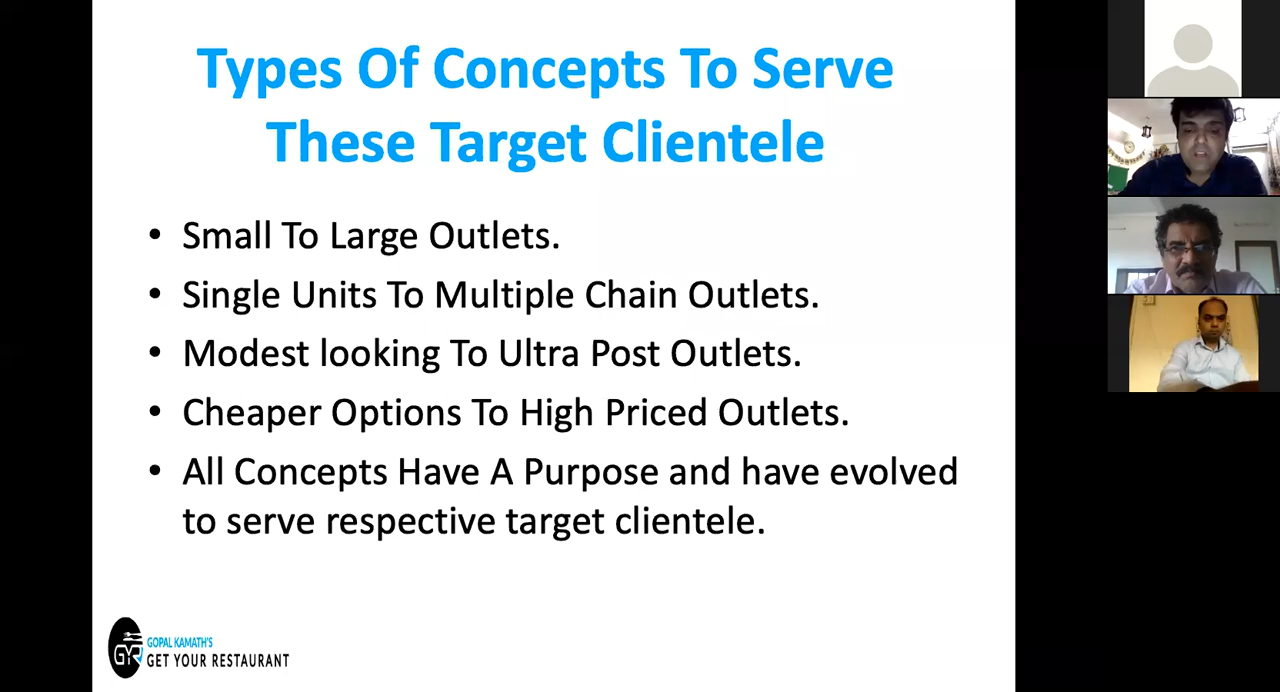 Types Of Concepts To Serve
These Target Clientele
• Small To Large Outlets.
• Single Units To Multiple Chain Outlets.
• Modest looking To Ultra Post Outlets.
• Cheaper Options To High Priced Outlets.
• All Concepts Have A Purpose and have evolved
to serve respective target clientele.
GYR
GOPAL KAMATH'S
GET YOUR RESTAURANT